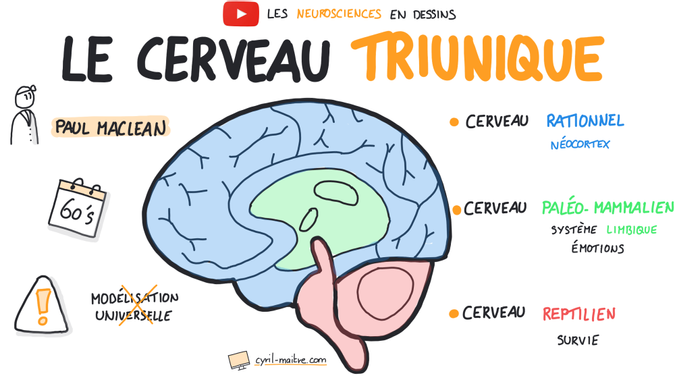 LES NEUROSCIENCES EN DESSINS
LE CERVEAU TRIUNIQUE
PAUL MACLEAN
60's
MODÉLISATION
UNIVERSELLE
CERVEAU RATIONNEL
NÉOCORTEX
CERVEAU PALÉO-MAMMALIEN
SYSTÈME LIMBIQUE
ÉMOTIONS
CERVEAU REPTILIEN
SURVIE
cyril-maitre.com